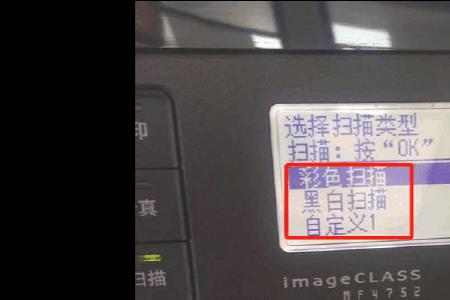 印
选择扫描类型
扫描：按“OK”
彩色扫描
真
黑白扫描
自定义1
扫描
imageCLASS
MF4752